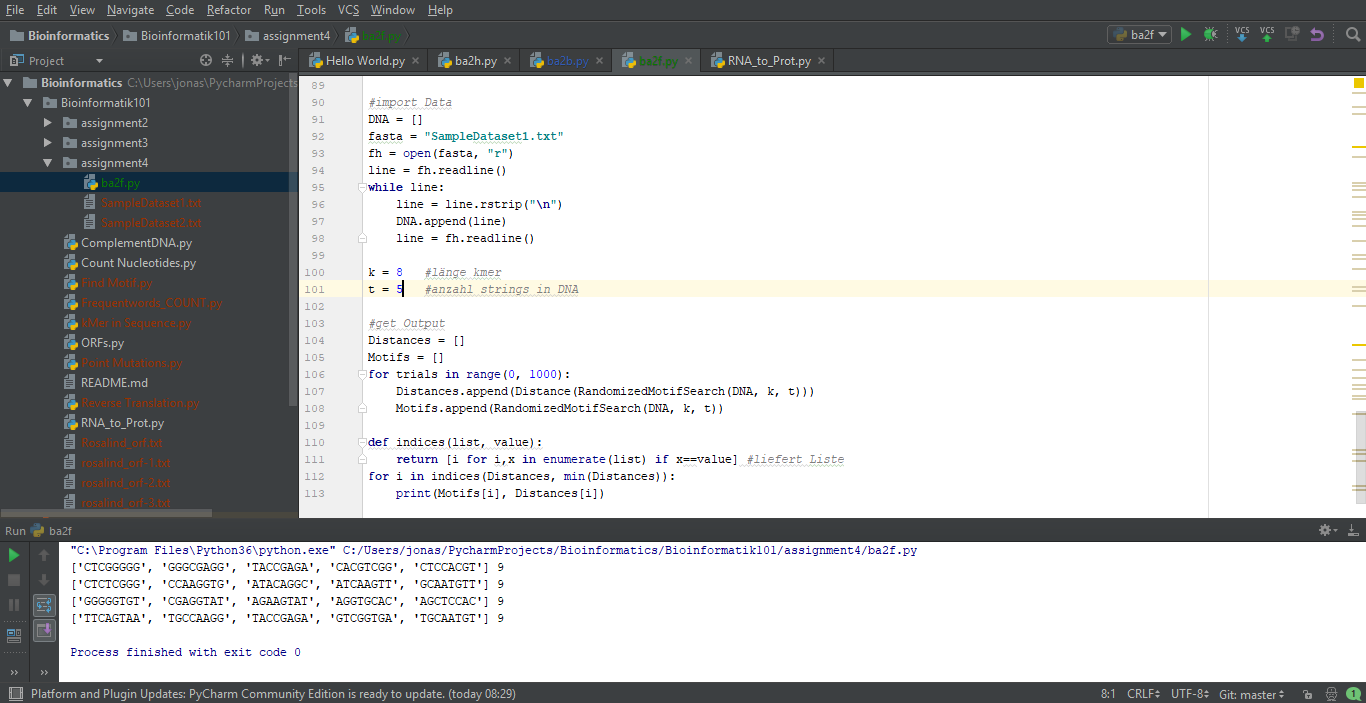 File Edit View Navigate Code Refactor Run Tools VCS Window Help
Bioinformatics Bioinformatik101 assignment4 ba2f.py ba2f VCS VCS
Project Hello World.py ba2h.py ba2b.py ba2f.py RNA_to_Prot.py
Bioinformatics C:\Users\jonas\PycharmProjects
Bioinformatik101
assignment2
assignment3
assignment4
ba2f.py
SampleDataset1.txt
SampleDataset2.txt
ComplementDNA.py
Count Nucleotides.py
Find Motif.py
Frequentwords_COUNT.py
kMer in Sequence.py
ORFs.py
Point Mutations.py
README.md
Reverse Translation.py
RNA_to_Prot.py
Rosalind_orf.txt
rosalind_orf-1.txt
rosalind_orf-2.txt
rosalind_orf-3.txt
89
90 #import Data
91 DNA = []
92 fasta = "SampleDataset1.txt"
93 fh = open(fasta, "r")
94 line = fh.readline()
95 while line:
96 line = line.rstrip("\n")
97 DNA.append(line)
98 line = fh.readline()
99
100 k = 8 #länge kmer
101 t = 5 #anzahl strings in DNA
102
103 #get Output
104 Distances = []
105 Motifs = []
106 for trials in range(0, 1000):
107 Distances.append(Distance(RandomizedMotifSearch(DNA, k, t)))
108 Motifs.append(RandomizedMotifSearch(DNA, k, t))
109
110 def indices(list, value):
111 return [i for i,x in enumerate(list) if x==value] #liefert Liste
112 for i in indices(Distances, min(Distances)):
113 print(Motifs[i], Distances[i])
Run ba2f
"C:\Program Files\Python36\python.exe" C:/Users/jonas/PycharmProjects/Bioinformatics/Bioinformatik101/assignment4/ba2f.py
['CTCGGGGG', 'GGGCGAGG', 'TACCGAGA', 'CACGTCGG', 'CTCCACGT'] 9
['CTCTCGGG', 'CCAAGGTG', 'ATACAGGC', 'ATCAAGTT', 'GCAATGTT'] 9
['GGGGGTGT', 'CGAGGTAT', 'AGAAGTAT', 'AGGTGCAC', 'AGCTCCAC'] 9
['TTCAGTAA', 'TGCCAAGG', 'TACCGAGA', 'GTCGGTGA', 'TGCAATGT'] 9
Process finished with exit code 0
Platform and Plugin Updates: PyCharm Community Edition is ready to update. (today 08:29) 8:1 CRLF UTF-8 Git: master 1